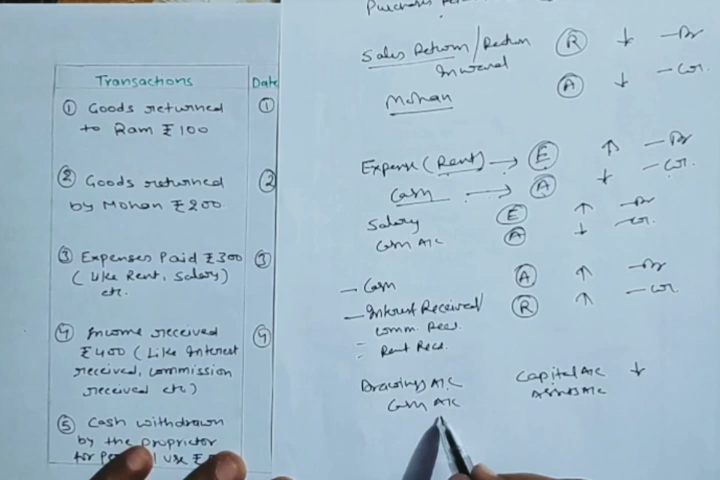 Transactions
Date
① Goods returned
to Ram ₹100
①
② Goods returned
by Mohan ₹200
②
③ Expenses Paid ₹300
(Like Rent, Salary)
etc.
③
④ Income received
₹400 (Like Interest
received, commission
received etc)
④
⑤ Cash withdrawn
by the proprietor
for use ₹
Purchases
Sales Return/Return
Inward
Ⓡ ↓ — Dr
Mohan Ⓐ ↓ — Cr.
Expense (Rent) → Ⓔ ↑ — Dr
Cash → Ⓐ ↓ — Cr.
Salary Ⓔ ↑ — Dr
Cash A/c Ⓐ ↓ — Cr.
— Cash Ⓐ ↑ — Dr
— Interest Received/ Ⓡ ↑ — Cr.
Comm. Recd.
Rent Recd.
Drawings A/c Capital A/c ↓
Cash A/c Assets A/c